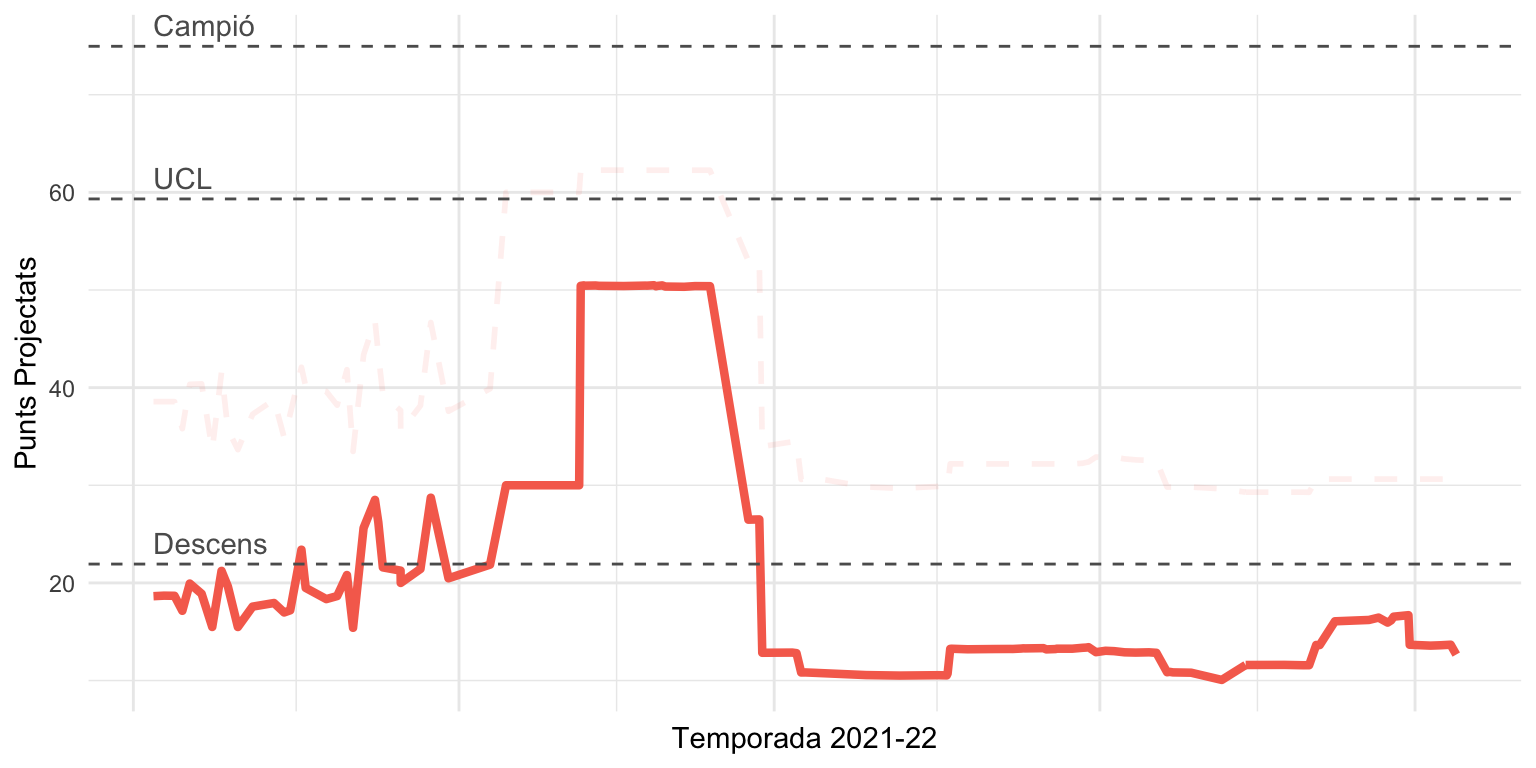 Campió
UCL
60
40
Descens
20
Punts Projectats
Temporada 2021-22